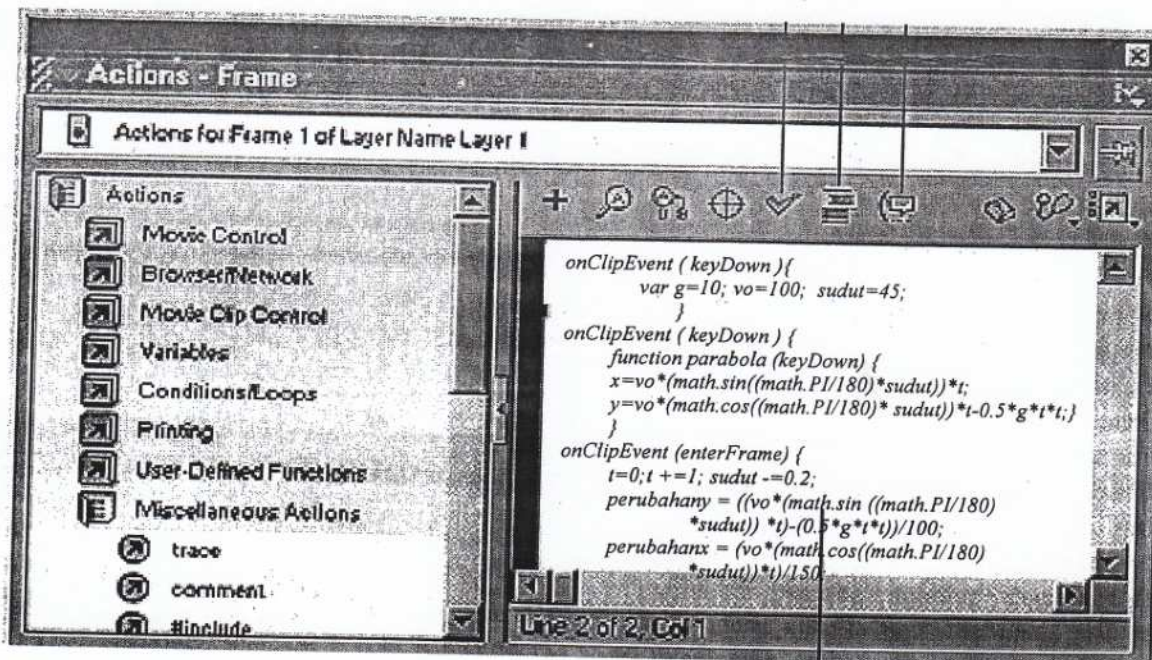 Actions - Frame
Actions for Frame 1 of Layer Name Layer 1
Actions
Movie Control
Browser/Network
Movie Clip Control
Variables
Conditions/Loops
Printing
User-Defined Functions
Miscellaneous Actions
trace
comment
#include
onClipEvent ( keyDown ){
var g=10; vo=100; sudut=45;
}
onClipEvent ( keyDown ) {
function parabola (keyDown) {
x=vo*(math.sin((math.PI/180)*sudut))*t;
y=vo*(math.cos((math.PI/180)* sudut))*t-0.5*g*t*t;}
}
onClipEvent (enterFrame) {
t=0;t +=1; sudut -=0.2;
perubahany = ((vo*(math.sin ((math.PI/180)
*sudut)) *t)-(0.5*g*t*t))/100;
perubahanx = (vo*(math.cos((math.PI/180)
*sudut))*t)/150;
Line 2 of 2, Col 1